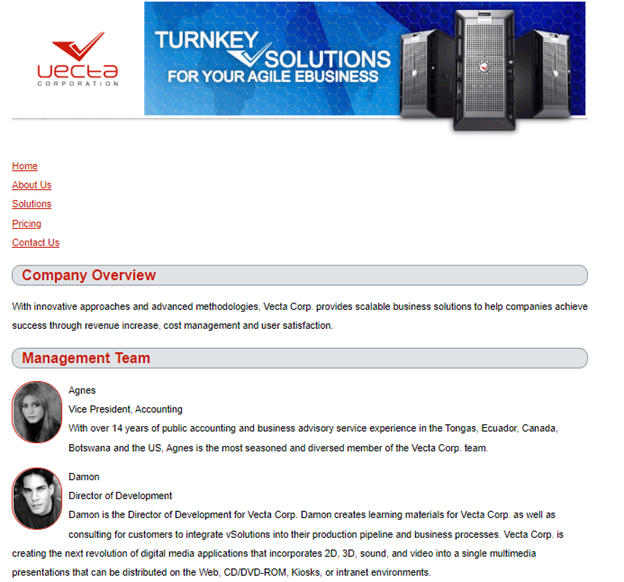 TURNKEY
SOLUTIONS
FOR YOUR AGILE EBUSINESS
vecta
CORPORATION
Home
About Us
Solutions
Pricing
Contact Us
Company Overview
With innovative approaches and advanced methodologies, Vecta Corp. provides scalable business solutions to help companies achieve
success through revenue increase, cost management and user satisfaction.
Management Team
Agnes
Vice President, Accounting
With over 14 years of public accounting and business advisory service experience in the Tongas, Ecuador, Canada,
Botswana and the US, Agnes is the most seasoned and diversed member of the Vecta Corp. team.
Damon
Director of Development
Damon is the Director of Development for Vecta Corp. Damon creates learning materials for Vecta Corp. as well as
consulting for customers to integrate vSolutions into their production pipeline and business processes. Vecta Corp. is
creating the next revolution of digital media applications that incorporates 2D, 3D, sound, and video into a single multimedia
presentations that can be distributed on the Web, CD/DVD-ROM, Kiosks, or intranet environments.